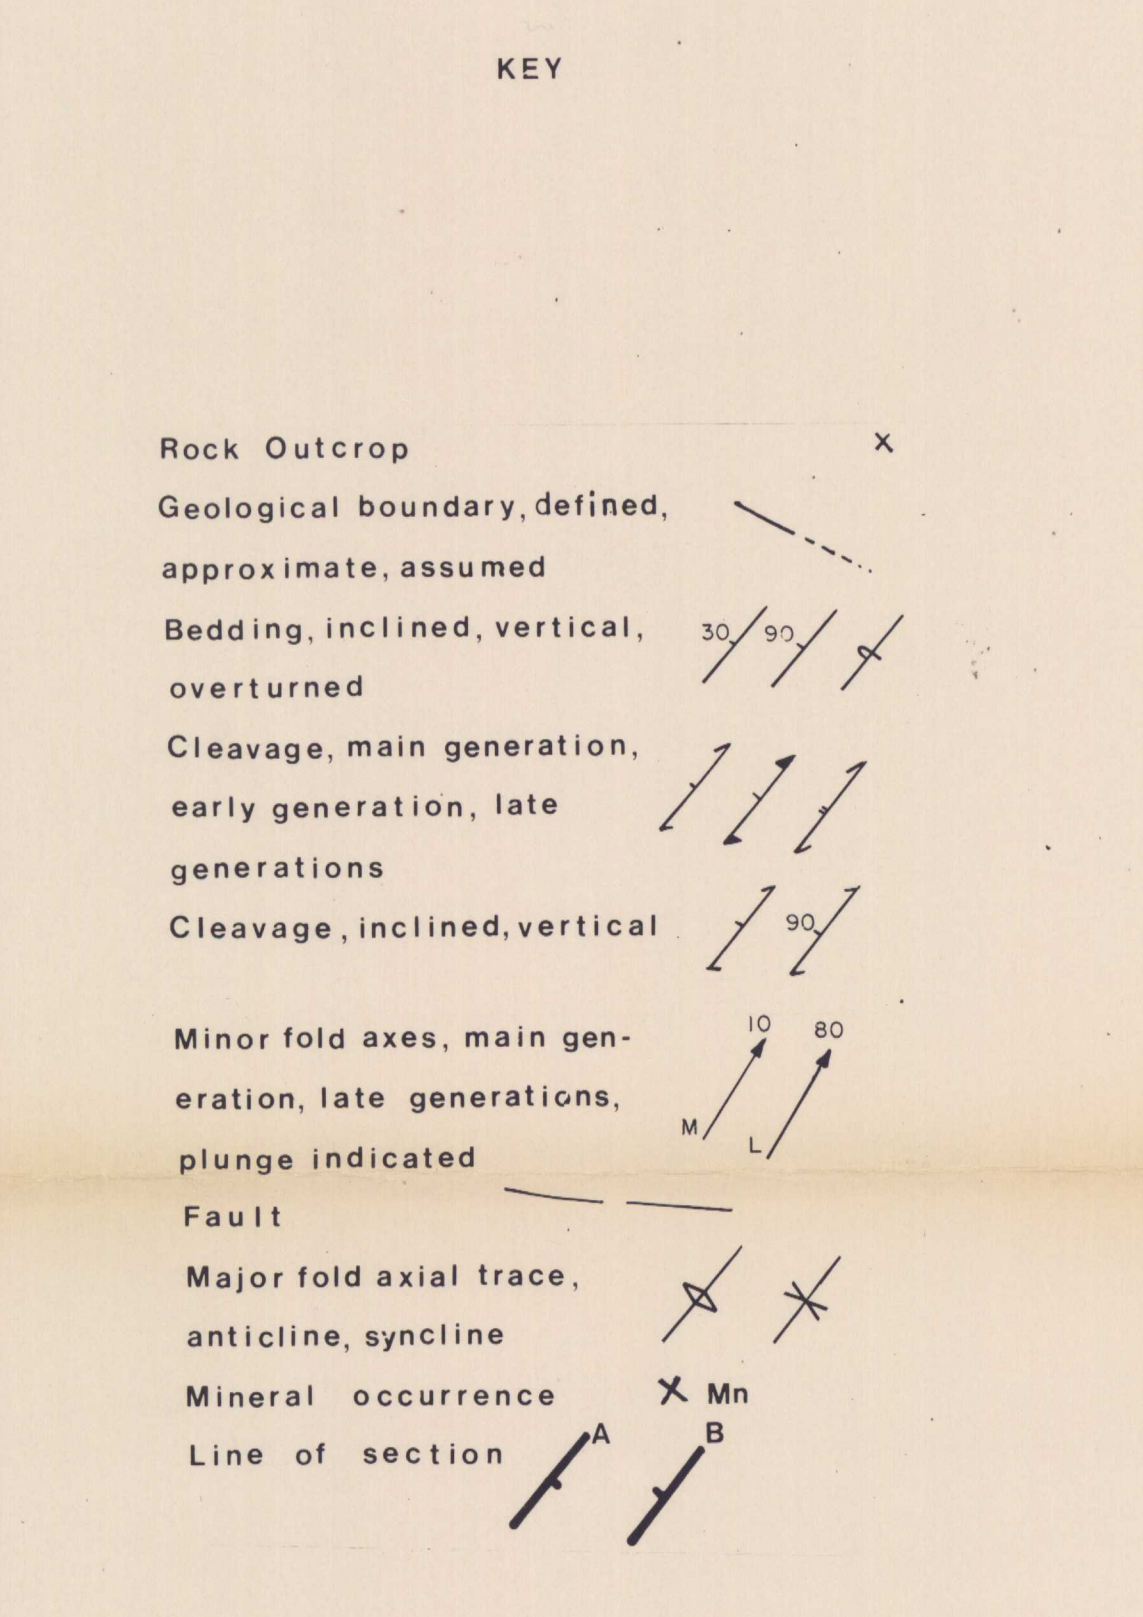 KEY
Rock Outcrop x
Geological boundary, defined,
approximate, assumed
Bedding, inclined, vertical, 30 90
overturned
Cleavage, main generation,
early generation, late
generations
Cleavage, inclined, vertical 90
Minor fold axes, main gen- 10 80
eration, late generations, M
plunge indicated L
Fault
Major fold axial trace,
anticline, syncline
Mineral occurrence X Mn
Line of section A B